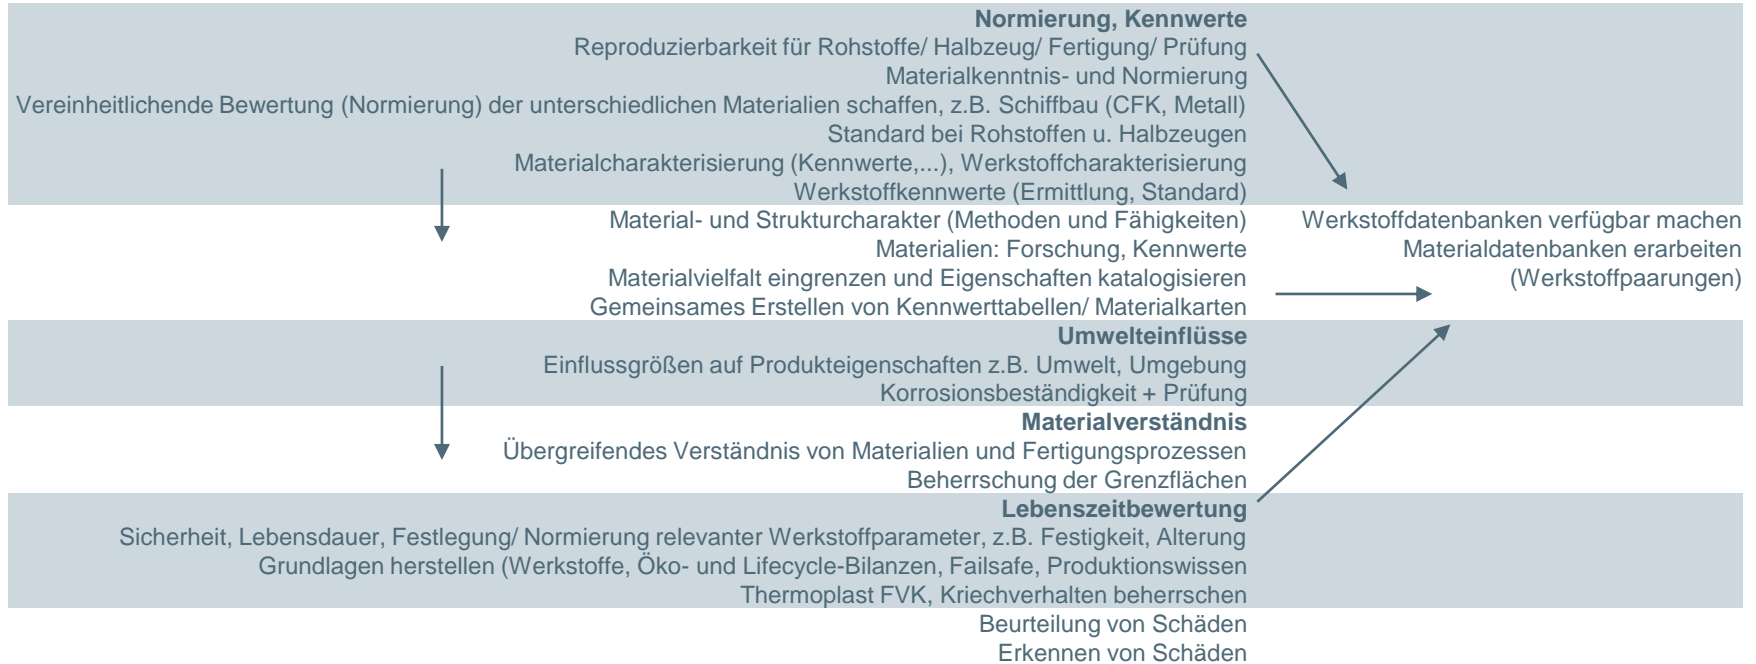 Normierung, Kennwerte
Reproduzierbarkeit für Rohstoffe/ Halbzeug/ Fertigung/ Prüfung
Materialkenntnis- und Normierung
Vereinheitlichende Bewertung (Normierung) der unterschiedlichen Materialien schaffen, z.B. Schiffbau (CFK, Metall)
Standard bei Rohstoffen u. Halbzeugen
Materialcharakterisierung (Kennwerte,...), Werkstoffcharakterisierung
Werkstoffkennwerte (Ermittlung, Standard)
Material- und Strukturcharakter (Methoden und Fähigkeiten)
Materialien: Forschung, Kennwerte
Materialvielfalt eingrenzen und Eigenschaften katalogisieren
Gemeinsames Erstellen von Kennwerttabellen/ Materialkarten
Werkstoffdatenbanken verfügbar machen
Materialdatenbanken erarbeiten
(Werkstoffpaarungen)
Umwelteinflüsse
Einflussgrößen auf Produkteigenschaften z.B. Umwelt, Umgebung
Korrosionsbeständigkeit + Prüfung
Materialverständnis
Übergreifendes Verständnis von Materialien und Fertigungsprozessen
Beherrschung der Grenzflächen
Lebenszeitbewertung
Sicherheit, Lebensdauer, Festlegung/ Normierung relevanter Werkstoffparameter, z.B. Festigkeit, Alterung
Grundlagen herstellen (Werkstoffe, Öko- und Lifecycle-Bilanzen, Failsafe, Produktionswissen
Thermoplast FVK, Kriechverhalten beherrschen
Beurteilung von Schäden
Erkennen von Schäden